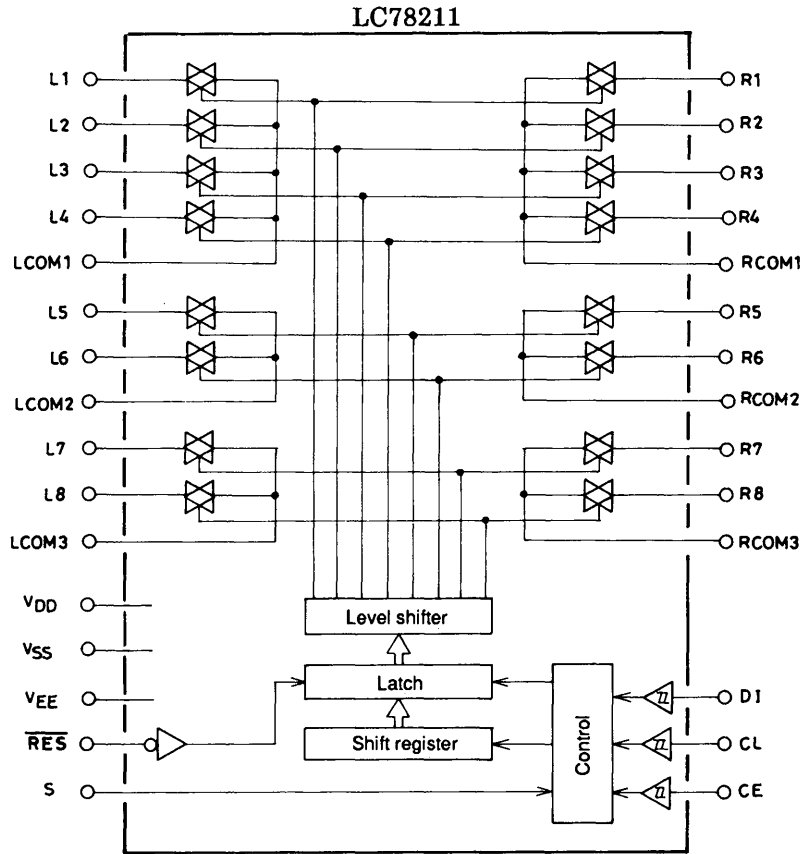 LC78211
L1
R1
L2
R2
L3
R3
L4
R4
LCOM1
RCOM1
L5
R5
L6
R6
LCOM2
RCOM2
L7
R7
L8
R8
LCOM3
RCOM3
VDD
Level shifter
VSS
Latch
VEE
DI
RES
Shift register
Control
CL
S
CE